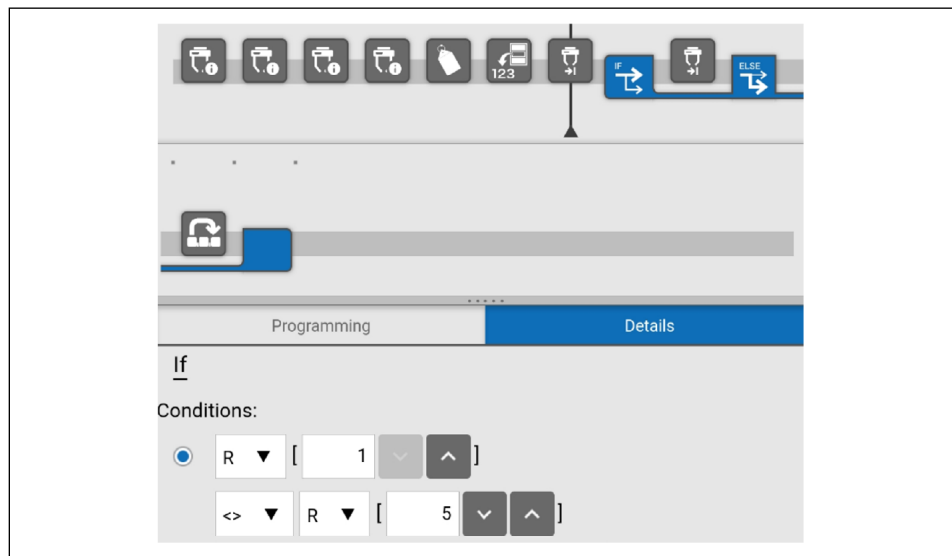 123
IF
ELSE
Programming Details
If
Conditions:
R [ 1 ]
<> R [ 5 ]